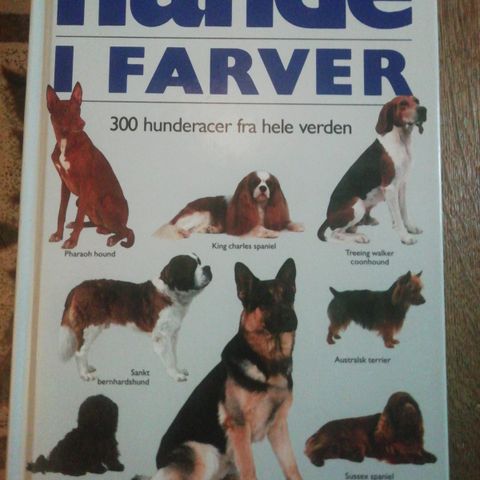 hunde
I FARVER
300 hunderacer fra hele verden
Pharaoh hound
King charles spaniel
Treeing walker
coonhound
Sankt
bernhardshund
Australsk terrier
Sussex spaniel